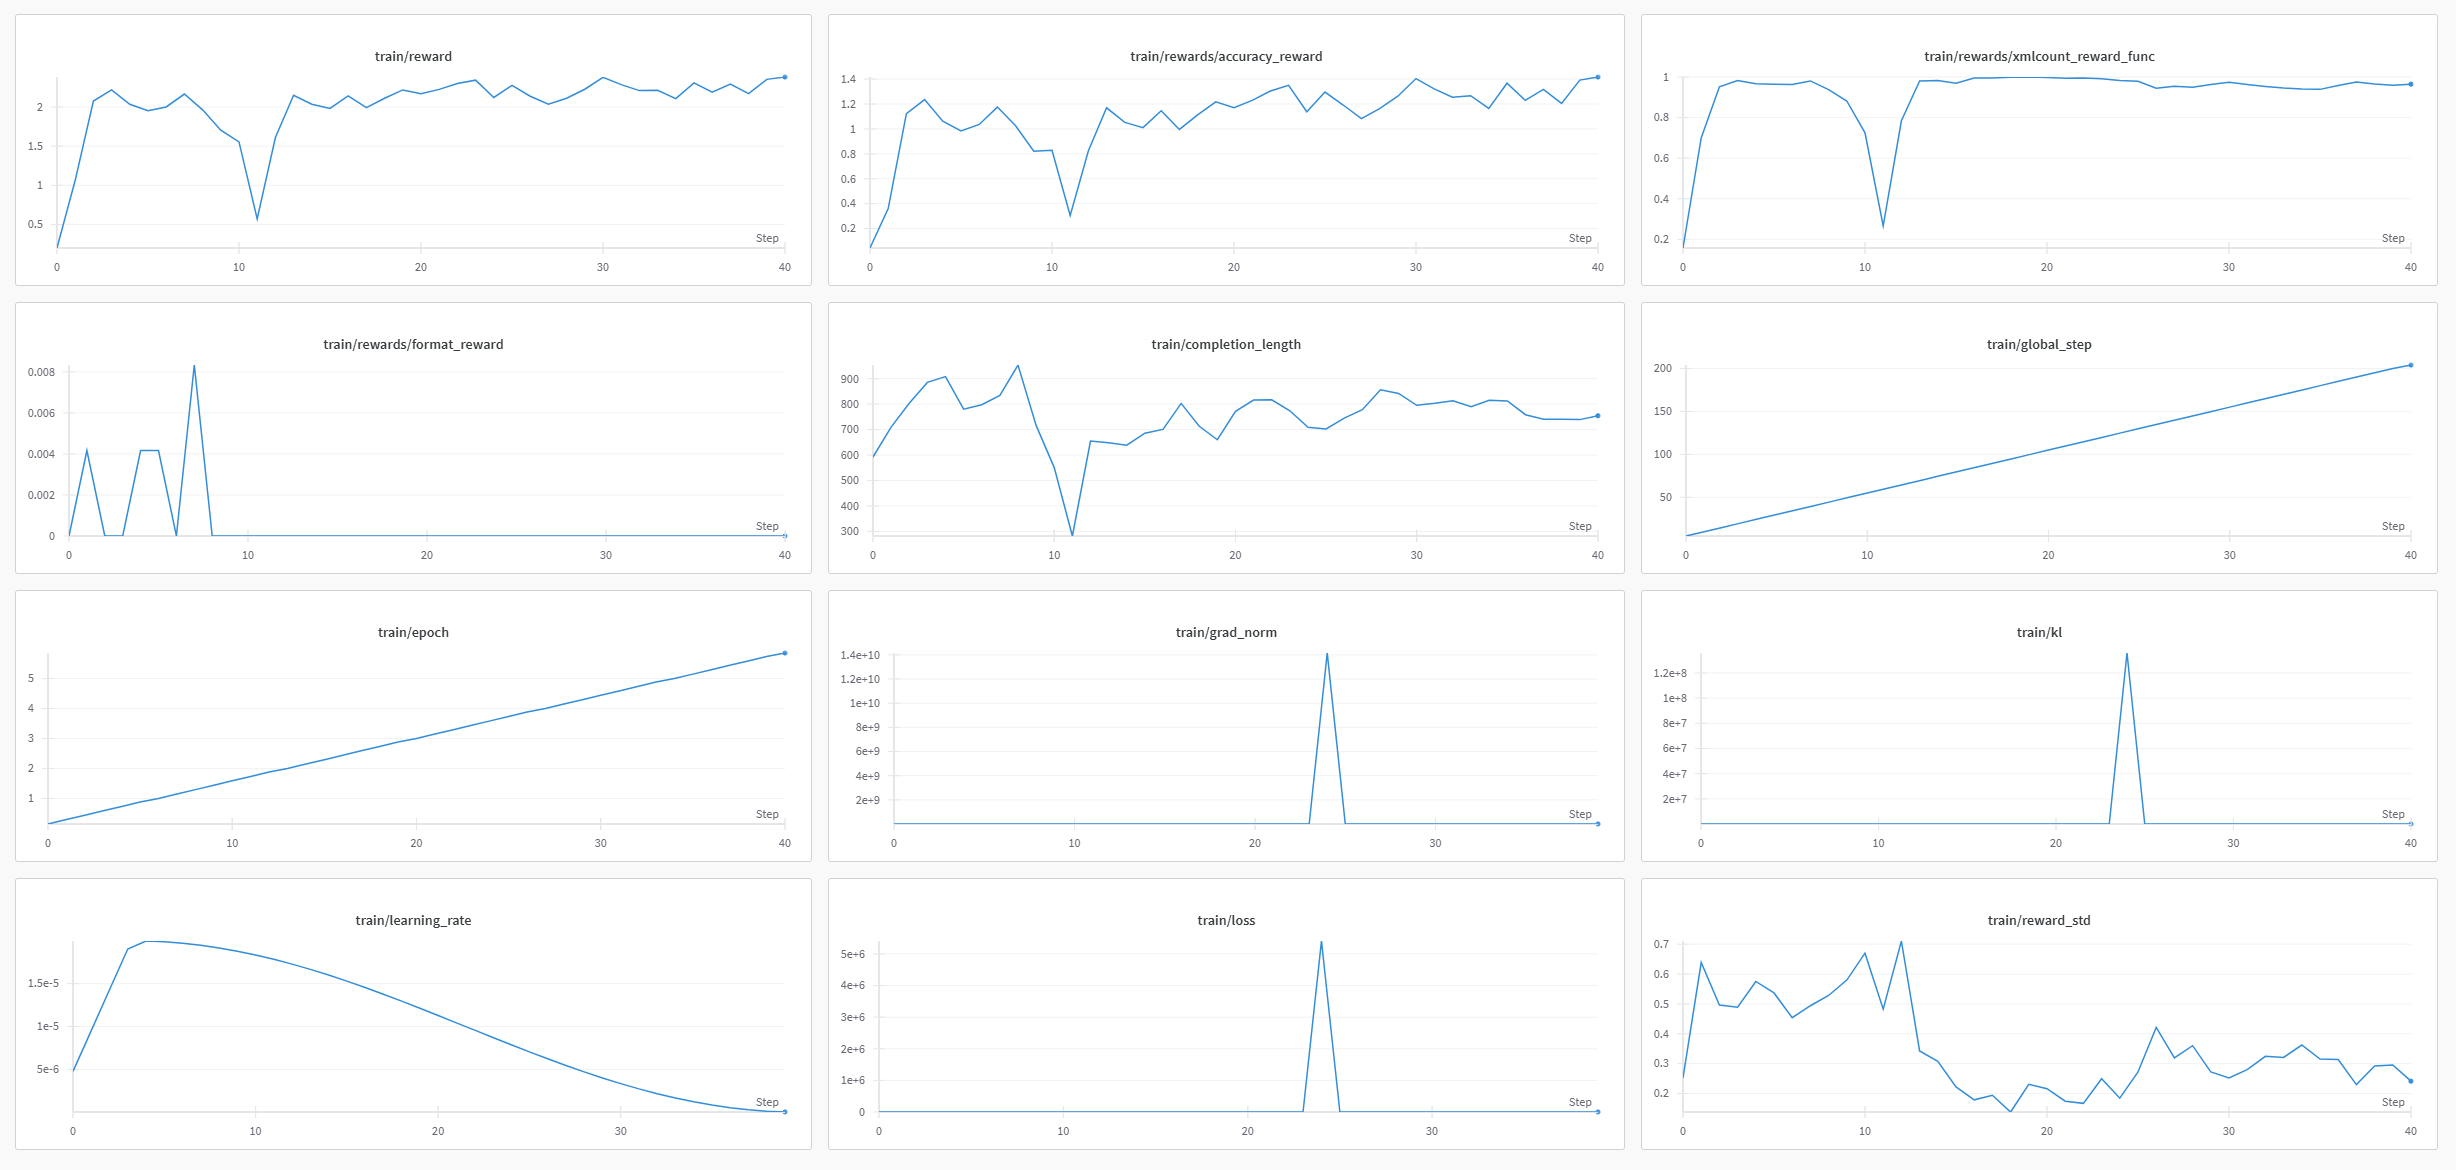 train/reward
2
1.5
1
0.5
Step
0 10 20 30 40
train/rewards/accuracy_reward
1.4
1.2
1
0.8
0.6
0.4
0.2
Step
0 10 20 30 40
train/rewards/xmlcount_reward_func
1
0.8
0.6
0.4
0.2
Step
0 10 20 30 40
train/rewards/format_reward
0.008
0.006
0.004
0.002
0
Step
0 10 20 30 40
train/completion_length
900
800
700
600
500
400
300
Step
0 10 20 30 40
train/global_step
200
150
100
50
Step
0 10 20 30 40
train/epoch
5
4
3
2
1
Step
0 10 20 30 40
train/grad_norm
1.4e+10
1.2e+10
1e+10
8e+9
6e+9
4e+9
2e+9
Step
0 10 20 30
train/kl
1.2e+8
1e+8
8e+7
6e+7
4e+7
2e+7
Step
0 10 20 30 40
train/learning_rate
1.5e-5
1e-5
5e-6
Step
0 10 20 30
train/loss
5e+6
4e+6
3e+6
2e+6
1e+6
0
Step
0 10 20 30
train/reward_std
0.7
0.6
0.5
0.4
0.3
0.2
Step
0 10 20 30 40